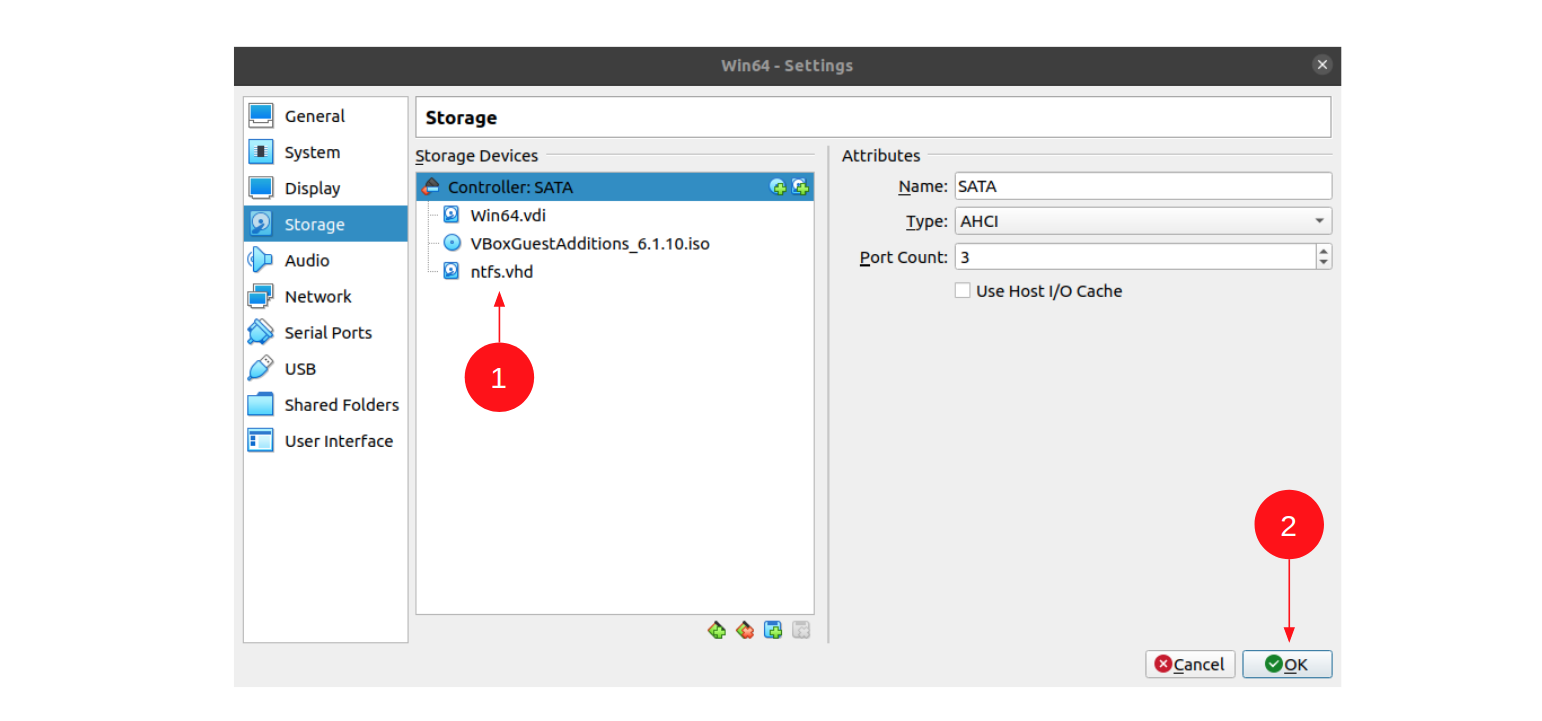 Win64 - Settings
General
System
Display
Storage
Audio
Network
Serial Ports
USB
Shared Folders
User Interface
Storage
Storage Devices
Controller: SATA
Win64.vdi
VBoxGuestAdditions_6.1.10.iso
ntfs.vhd
1
Attributes
Name: SATA
Type: AHCI
Port Count: 3
Use Host I/O Cache
2
Cancel OK